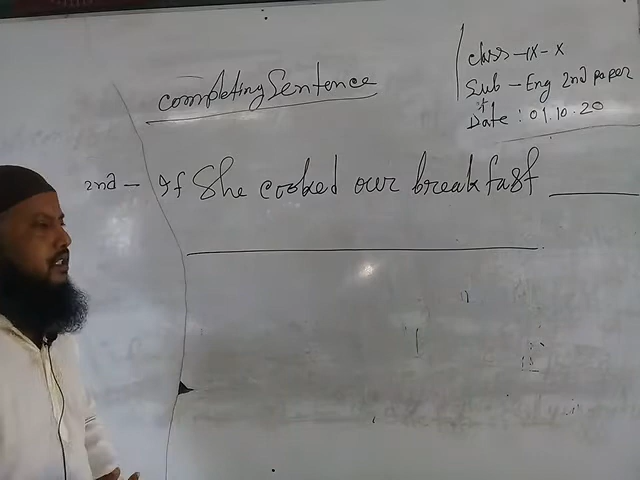 Class - IX - X
Sub - Eng 2nd paper
Date : 01.10.20
Completing Sentence
2nd - If She cooked our breakfast